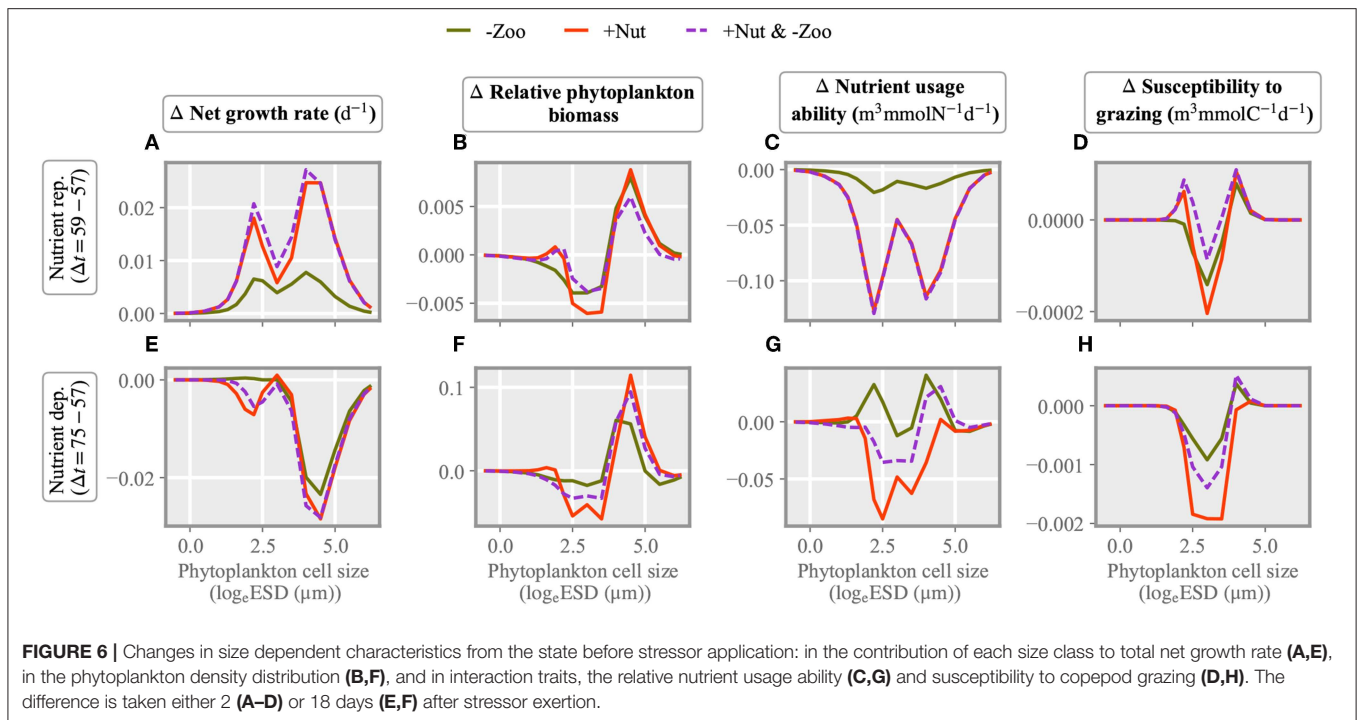 -Zoo +Nut +Nut & -Zoo
Δ Net growth rate (d⁻¹)
Δ Relative phytoplankton
biomass
Δ Nutrient usage
ability (m³mmolN⁻¹d⁻¹)
Δ Susceptibility to
grazing (m³mmolC⁻¹d⁻¹)
Nutrient rep.
(Δt = 59 − 57)
A
0.02
0.01
0.00
B
0.005
0.000
−0.005
C
0.00
−0.05
−0.10
D
0.0000
−0.0002
Nutrient dep.
(Δt = 75 − 57)
E
0.00
−0.02
0.0 2.5 5.0
Phytoplankton cell size
(logₑESD (μm))
F
0.1
0.0
0.0 2.5 5.0
Phytoplankton cell size
(logₑESD (μm))
G
0.00
−0.05
0.0 2.5 5.0
Phytoplankton cell size
(logₑESD (μm))
H
0.000
−0.001
−0.002
0.0 2.5 5.0
Phytoplankton cell size
(logₑESD (μm))
FIGURE 6 | Changes in size dependent characteristics from the state before stressor application: in the contribution of each size class to total net growth rate (A,E),
in the phytoplankton density distribution (B,F), and in interaction traits, the relative nutrient usage ability (C,G) and susceptibility to copepod grazing (D,H). The
difference is taken either 2 (A–D) or 18 days (E,F) after stressor exertion.